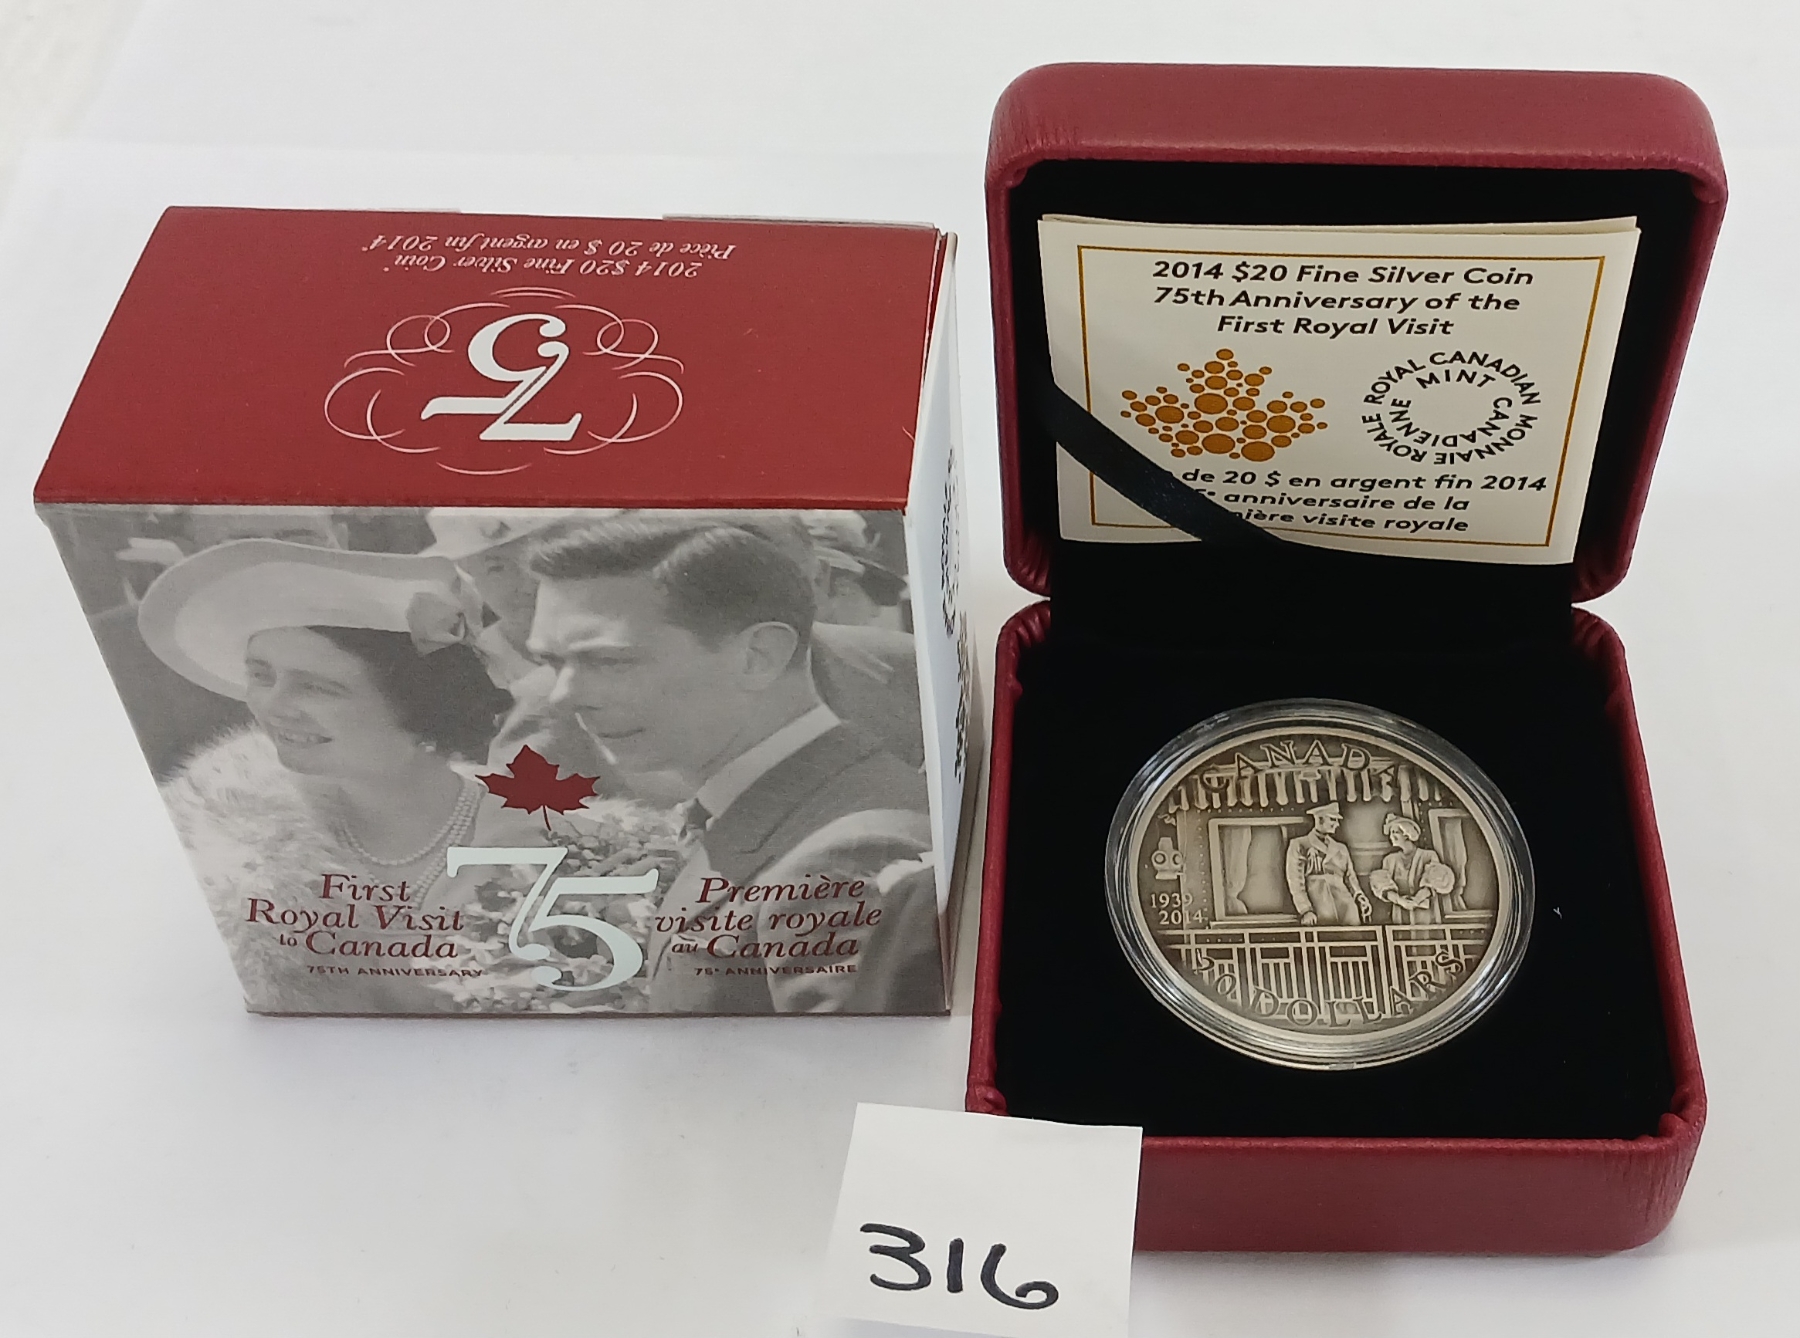 Pièce de 20 $ en argent fin 2014
2014 $20 Fine Silver Coin
75
First
Royal Visit
to Canada
75TH ANNIVERSARY
75
Première
visite royale
au Canada
75e ANNIVERSAIRE
2014 $20 Fine Silver Coin
75th Anniversary of the
First Royal Visit
ROYAL CANADIAN MINT
MONNAIE ROYALE CANADIENNE
de 20 $ en argent fin 2014
anniversaire de la
visite royale
CANADA
1939
2014
20 DOLLARS
316